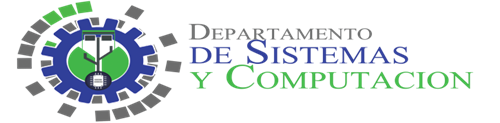 Departamento
de Sistemas
y Computacion